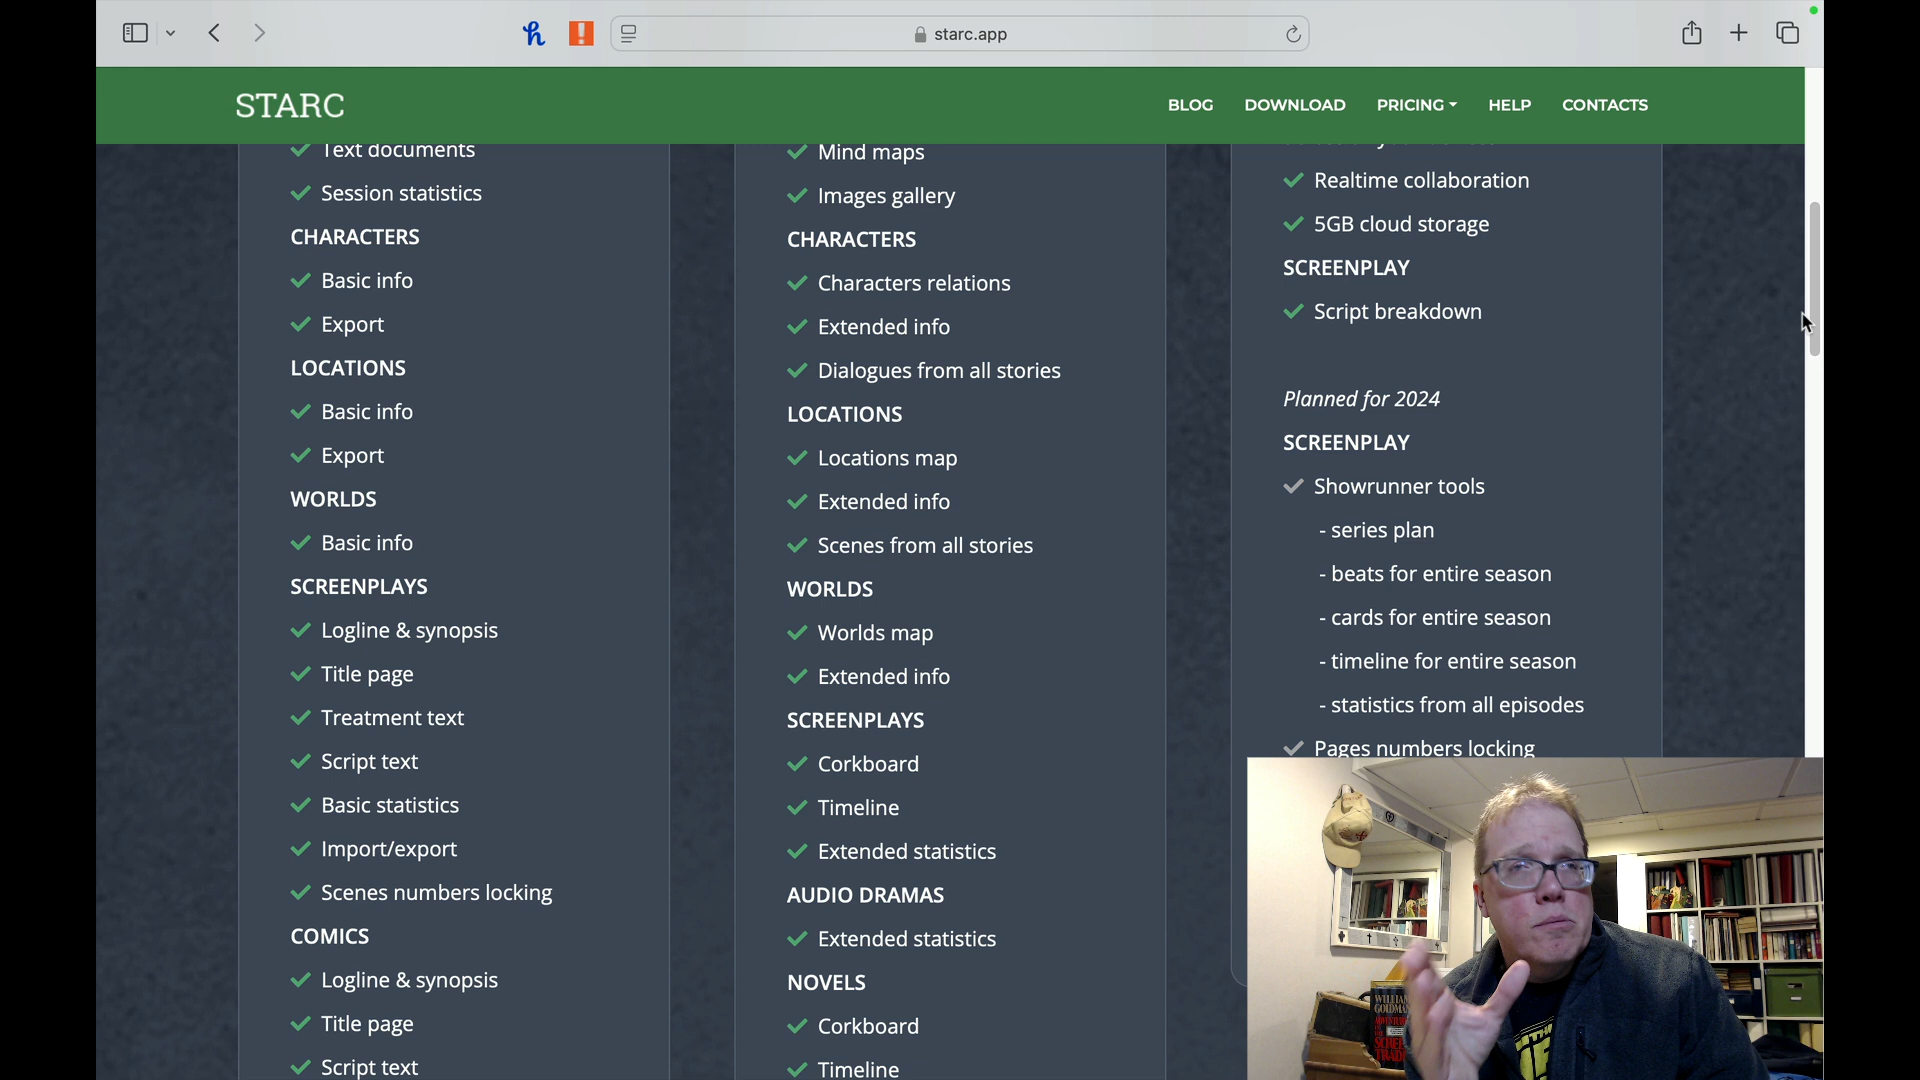 starc.app
STARC
BLOG
DOWNLOAD
PRICING
HELP
CONTACTS
Text documents
Session statistics
CHARACTERS
Basic info
Export
LOCATIONS
Basic info
Export
WORLDS
Basic info
SCREENPLAYS
Logline & synopsis
Title page
Treatment text
Script text
Basic statistics
Import/export
Scenes numbers locking
COMICS
Logline & synopsis
Title page
Script text
Mind maps
Images gallery
CHARACTERS
Characters relations
Extended info
Dialogues from all stories
LOCATIONS
Locations map
Extended info
Scenes from all stories
WORLDS
Worlds map
Extended info
SCREENPLAYS
Corkboard
Timeline
Extended statistics
AUDIO DRAMAS
Extended statistics
NOVELS
Corkboard
Timeline
Realtime collaboration
5GB cloud storage
SCREENPLAY
Script breakdown
Planned for 2024
SCREENPLAY
Showrunner tools
- series plan
- beats for entire season
- cards for entire season
- timeline for entire season
- statistics from all episodes
Pages numbers locking
WILLIAM
GOLDMAN